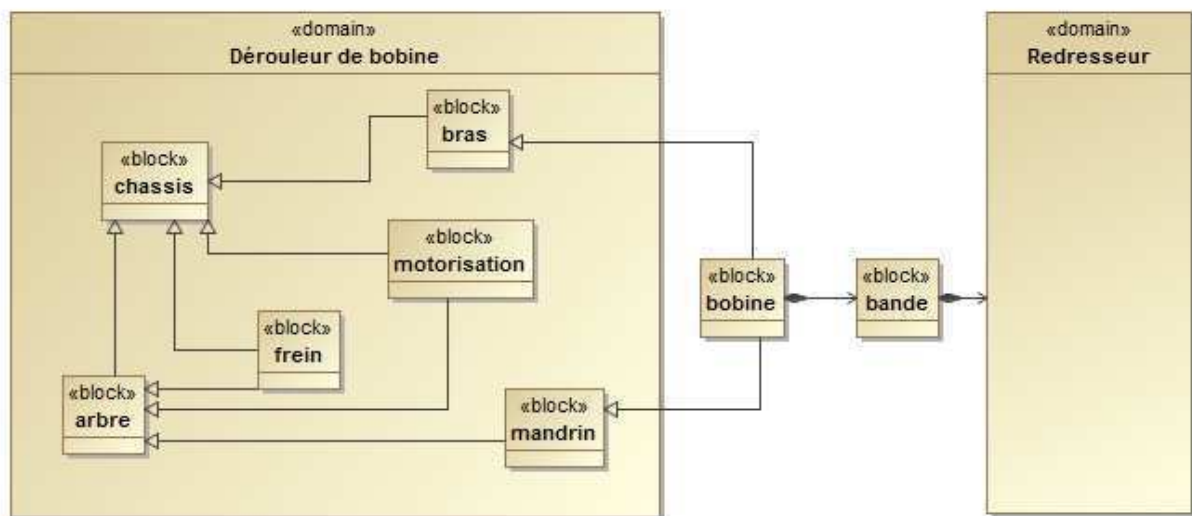 «domain»
Dérouleur de bobine
«domain»
Redresseur
«block»
bras
«block»
chassis
«block»
motorisation
«block»
bobine
«block»
bande
«block»
frein
«block»
arbre
«block»
mandrin